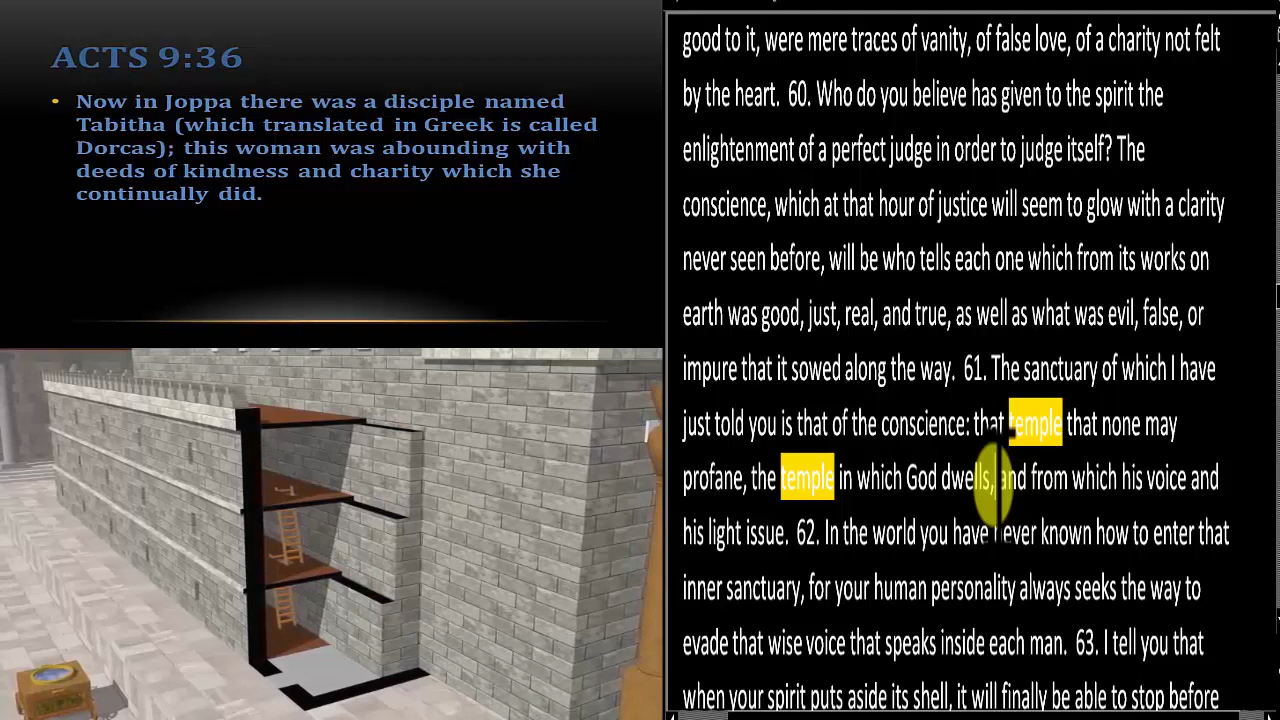 ACTS 9:36
• Now in Joppa there was a disciple named
Tabitha (which translated in Greek is called
Dorcas); this woman was abounding with
deeds of kindness and charity which she
continually did.
good to it, were mere traces of vanity, of false love, of a charity not felt
by the heart. 60. Who do you believe has given to the spirit the
enlightenment of a perfect judge in order to judge itself? The
conscience, which at that hour of justice will seem to glow with a clarity
never seen before, will be who tells each one which from its works on
earth was good, just, real, and true, as well as what was evil, false, or
impure that it sowed along the way. 61. The sanctuary of which I have
just told you is that of the conscience: that temple that none may
profane, the temple in which God dwells, and from which his voice and
his light issue. 62. In the world you have never known how to enter that
inner sanctuary, for your human personality always seeks the way to
evade that wise voice that speaks inside each man. 63. I tell you that
when your spirit puts aside its shell, it will finally be able to stop before